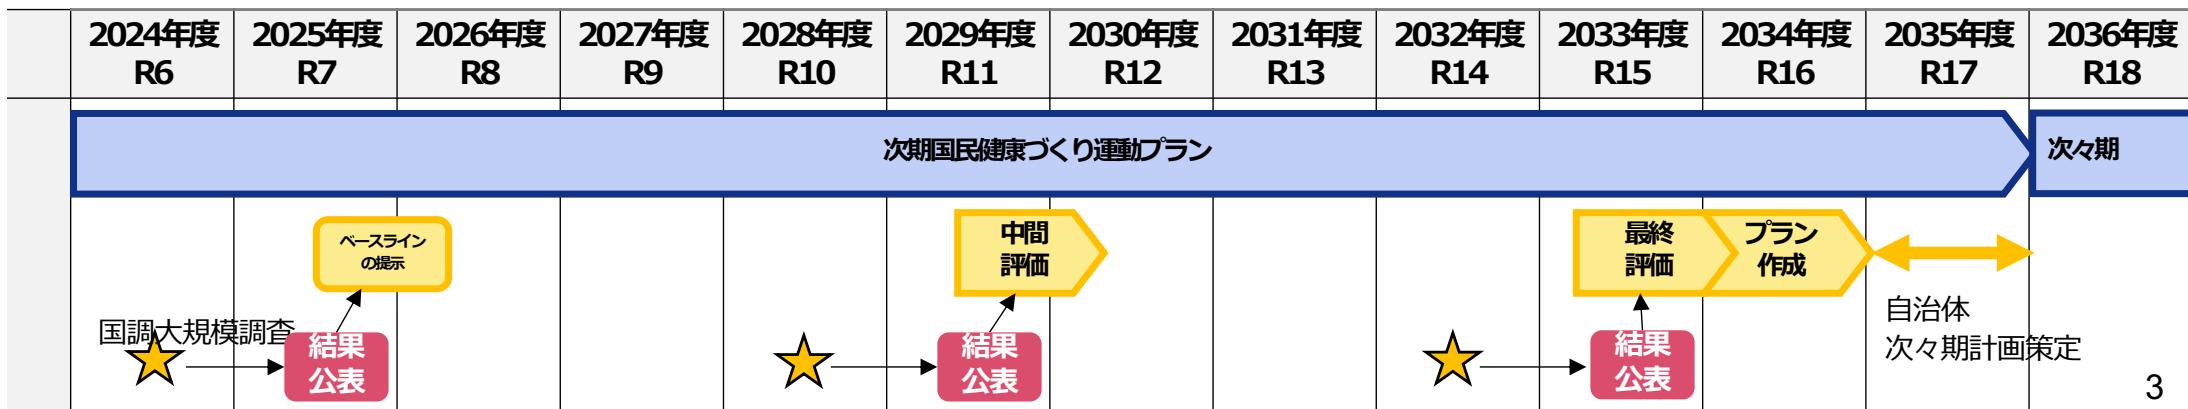 2024年度 2025年度 2026年度 2027年度 2028年度 2029年度 2030年度 2031年度 2032年度 2033年度 2034年度 2035年度 2036年度
R6 R7 R8 R9 R10 R11 R12 R13 R14 R15 R16 R17 R18
次期国民健康づくり運動プラン
次々期
ベースライン
の提示
中間
評価
最終
評価
プラン
作成
国調大規模調査
結果
公表
結果
公表
結果
公表
自治体
次々期計画策定
3